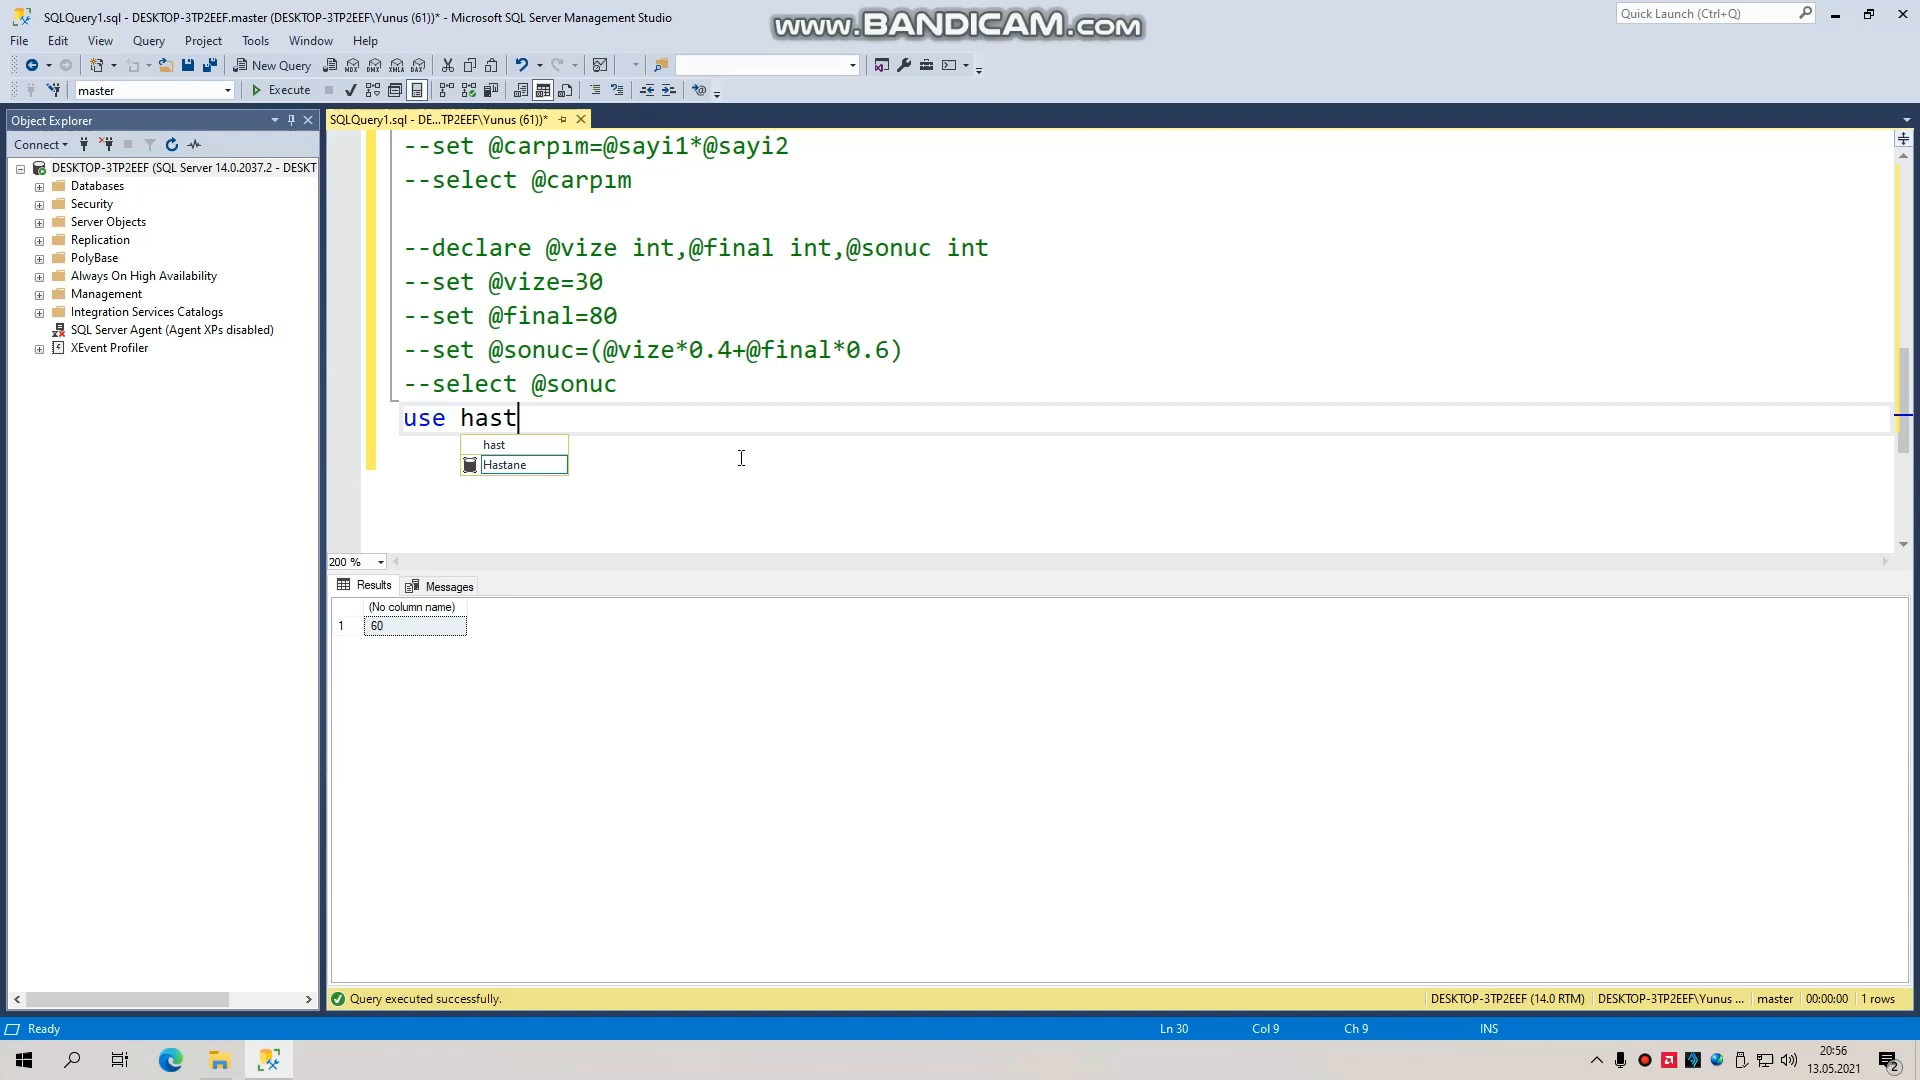 SQLQuery1.sql - DESKTOP-3TP2EEF.master (DESKTOP-3TP2EEF\Yunus (61))* - Microsoft SQL Server Management Studio
www.BANDICAM.com
Quick Launch (Ctrl+Q)
File Edit View Query Project Tools Window Help
New Query
master
Execute
Object Explorer
SQLQuery1.sql - DE...TP2EEF\Yunus (61))*
Connect
DESKTOP-3TP2EEF (SQL Server 14.0.2037.2 - DESKT
Databases
Security
Server Objects
Replication
PolyBase
Always On High Availability
Management
Integration Services Catalogs
SQL Server Agent (Agent XPs disabled)
XEvent Profiler
--set @carpım=@sayi1*@sayi2
--select @carpım
--declare @vize int,@final int,@sonuc int
--set @vize=30
--set @final=80
--set @sonuc=(@vize*0.4+@final*0.6)
--select @sonuc
use hast
hast
Hastane
200 %
Results Messages
(No column name)
1 60
Query executed successfully.
DESKTOP-3TP2EEF (14.0 RTM) DESKTOP-3TP2EEF\Yunus ... master 00:00:00 1 rows
Ready
Ln 30 Col 9 Ch 9 INS
20:56
13.05.2021
2